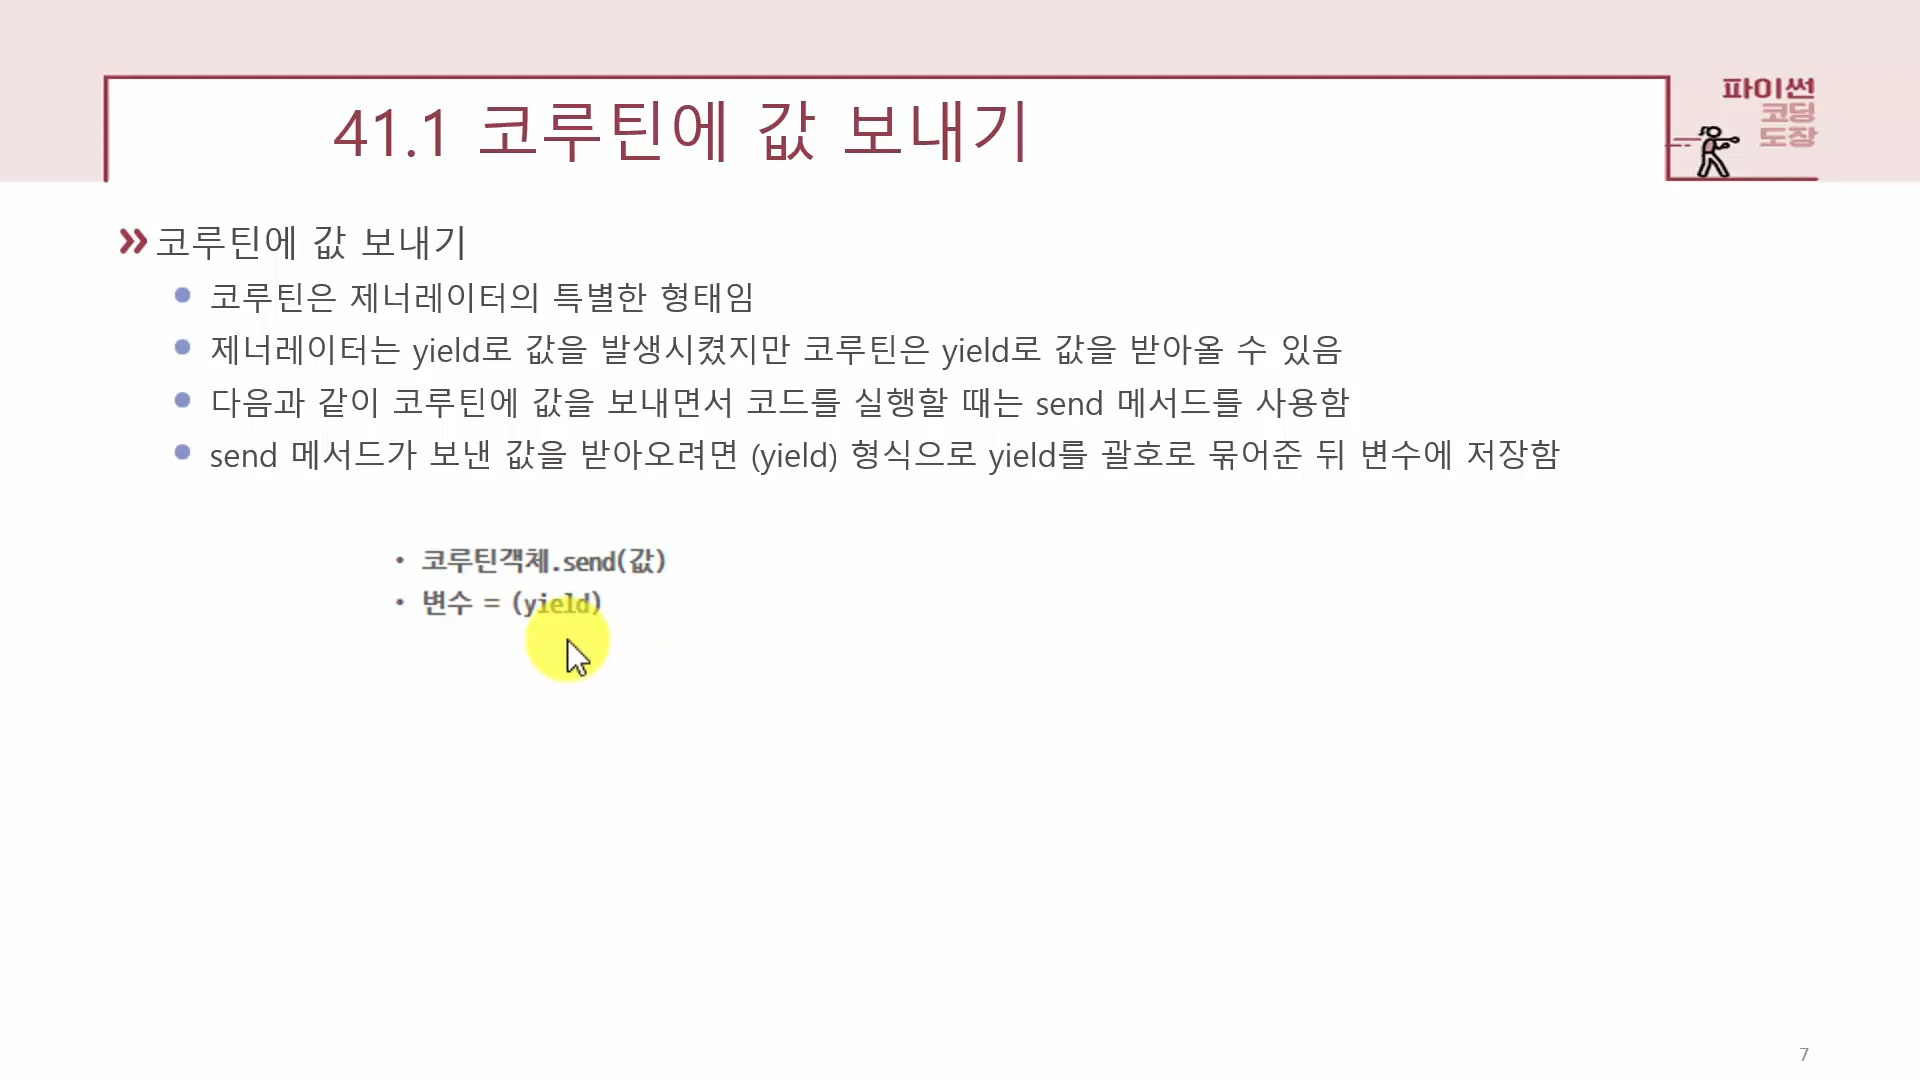 41.1 코루틴에 값 보내기
파이썬
코딩
도장
코루틴에 값 보내기
코루틴은 제너레이터의 특별한 형태임
제너레이터는 yield로 값을 발생시켰지만 코루틴은 yield로 값을 받아올 수 있음
다음과 같이 코루틴에 값을 보내면서 코드를 실행할 때는 send 메서드를 사용함
send 메서드가 보낸 값을 받아오려면 (yield) 형식으로 yield를 괄호로 묶어준 뒤 변수에 저장함
• 코루틴객체.send(값)
• 변수 = (yield)
7